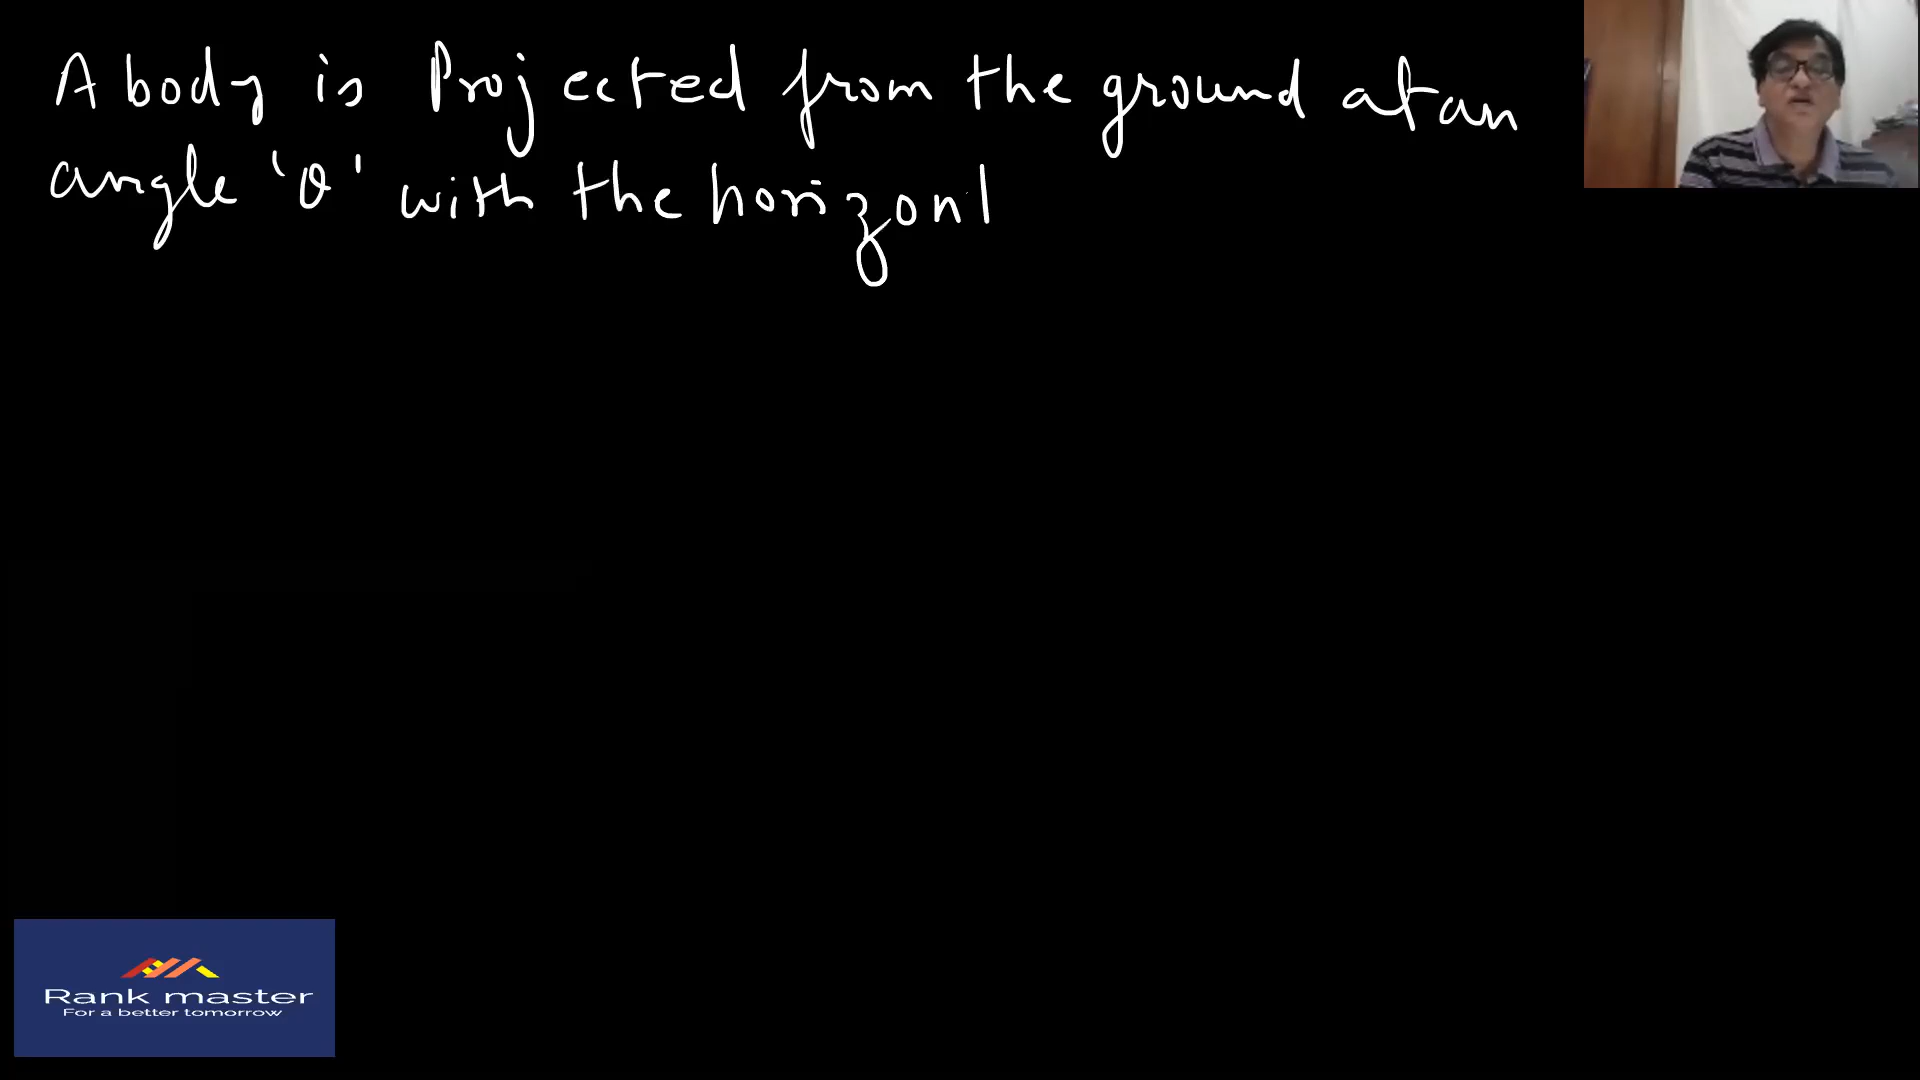 A body is Projected from the ground at an
angle 'θ' with the horizonl
Rank master
For a better tomorrow